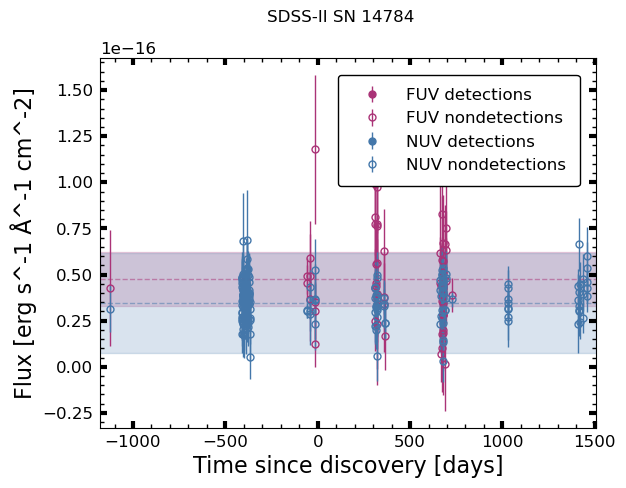 SDSS-II SN 14784
1e−16
FUV detections
FUV nondetections
NUV detections
NUV nondetections
1.50
1.25
1.00
0.75
0.50
0.25
0.00
−0.25
Flux [erg s^-1 Å^-1 cm^-2]
−1000 −500 0 500 1000 1500
Time since discovery [days]